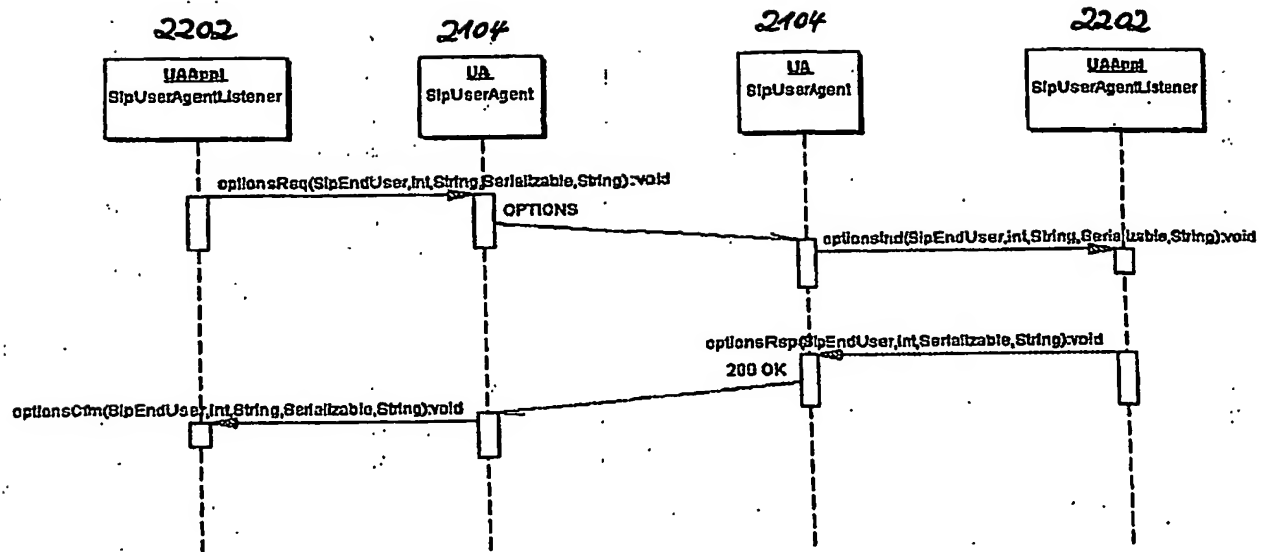 2202
2104
2104
2202
UAAppl
SipUserAgentListener
UA
SipUserAgent
UA
SipUserAgent
UAAppl
SipUserAgentListener
optionsReq(SipEndUser,int,String,Serializable,String):void
OPTIONS
optionsInd(SipEndUser,int,String,Serializable,String):void
optionsRsp(SipEndUser,int,Serializable,String):void
200 OK
optionsCfm(SipEndUser,int,String,Serializable,String):void